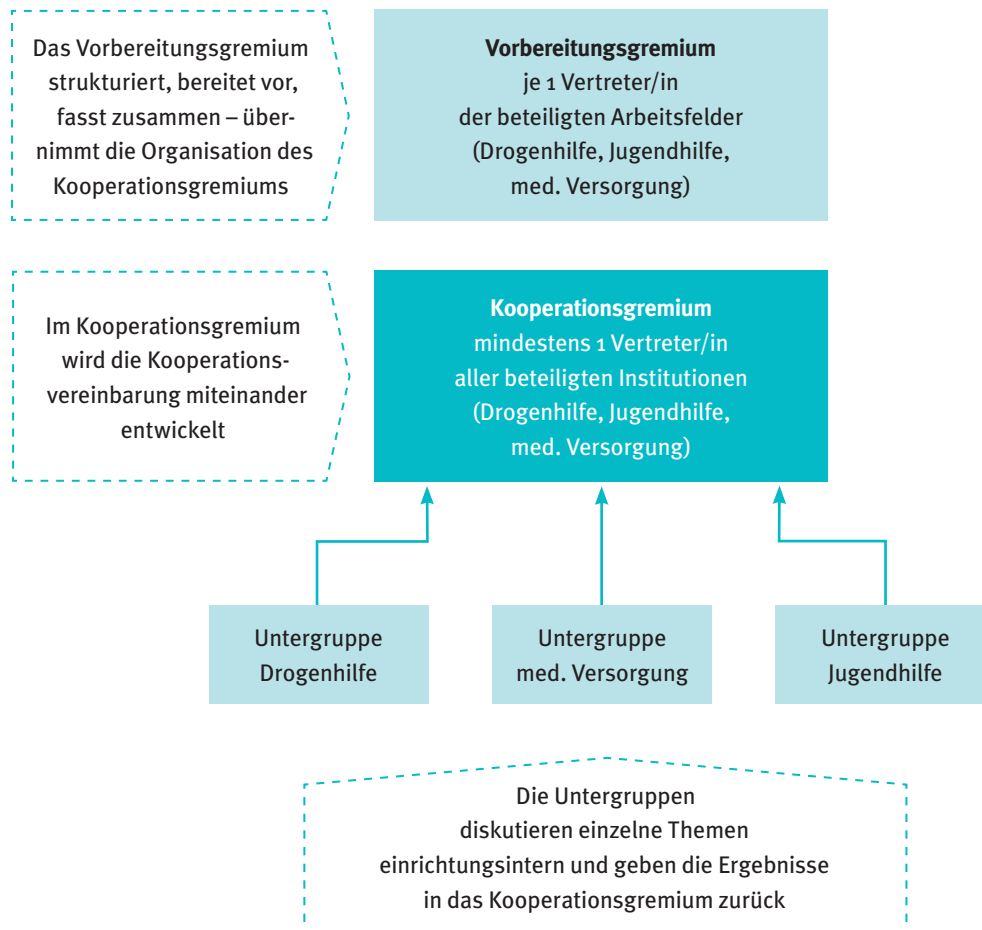 Das Vorbereitungsgremium
strukturiert, bereitet vor,
fasst zusammen – über-
nimmt die Organisation des
Kooperationsgremiums
Vorbereitungsgremium
je 1 Vertreter/in
der beteiligten Arbeitsfelder
(Drogenhilfe, Jugendhilfe,
med. Versorgung)
Im Kooperationsgremium
wird die Kooperations-
vereinbarung miteinander
entwickelt
Kooperationsgremium
mindestens 1 Vertreter/in
aller beteiligten Institutionen
(Drogenhilfe, Jugendhilfe,
med. Versorgung)
Untergruppe
Drogenhilfe
Untergruppe
med. Versorgung
Untergruppe
Jugendhilfe
Die Untergruppen
diskutieren einzelne Themen
einrichtungsintern und geben die Ergebnisse
in das Kooperationsgremium zurück